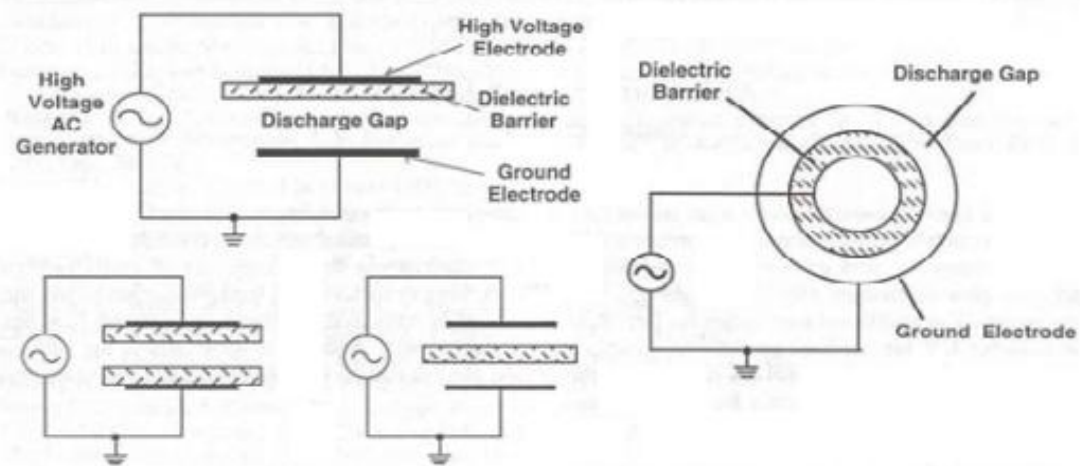 High Voltage
Electrode
High
Voltage
AC
Generator
Dielectric
Barrier
Discharge Gap
Ground
Electrode
Dielectric
Barrier
Discharge Gap
Ground Electrode